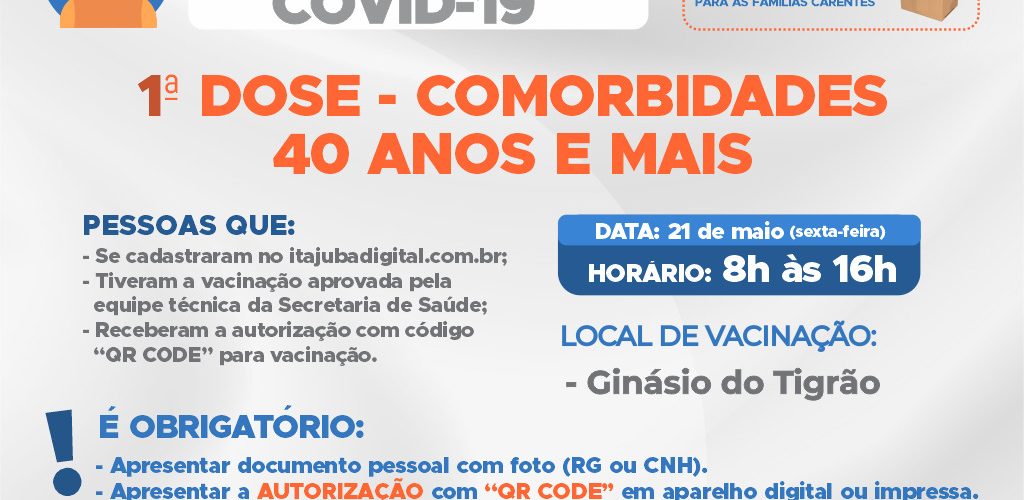 COVID-19
PARA AS FAMÍLIAS CARENTES
1ª DOSE - COMORBIDADES
40 ANOS E MAIS
PESSOAS QUE:
- Se cadastraram no itajubadigital.com.br;
- Tiveram a vacinação aprovada pela
equipe técnica da Secretaria de Saúde;
- Receberam a autorização com código
“QR CODE” para vacinação.
DATA: 21 de maio (sexta-feira)
HORÁRIO: 8h às 16h
LOCAL DE VACINAÇÃO:
- Ginásio do Tigrão
! É OBRIGATÓRIO:
- Apresentar documento pessoal com foto (RG ou CNH).
- Apresentar a AUTORIZAÇÃO com “QR CODE” em aparelho digital ou impressa.